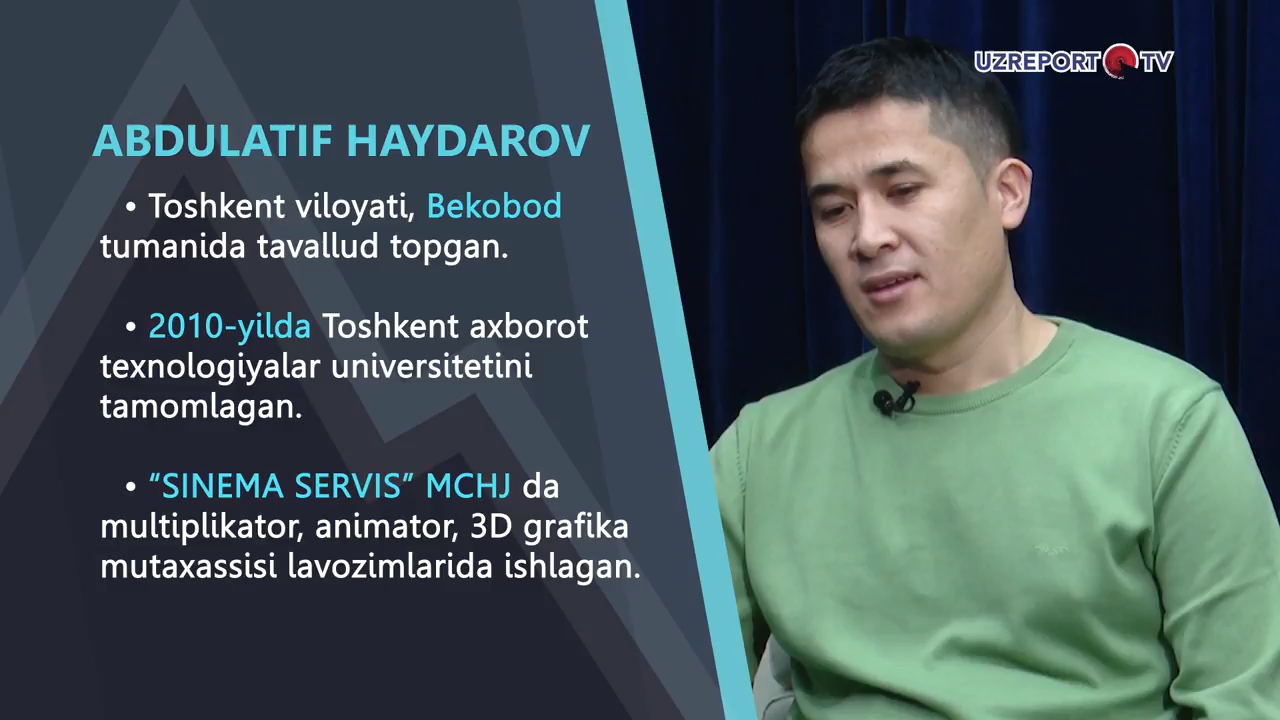 UZREPORT TV
ABDULATIF HAYDAROV
• Toshkent viloyati, Bekobod
tumanida tavallud topgan.
• 2010-yilda Toshkent axborot
texnologiyalar universitetini
tamomlagan.
• “SINEMA SERVIS” MCHJ da
multiplikator, animator, 3D grafika
mutaxassisi lavozimlarida ishlagan.